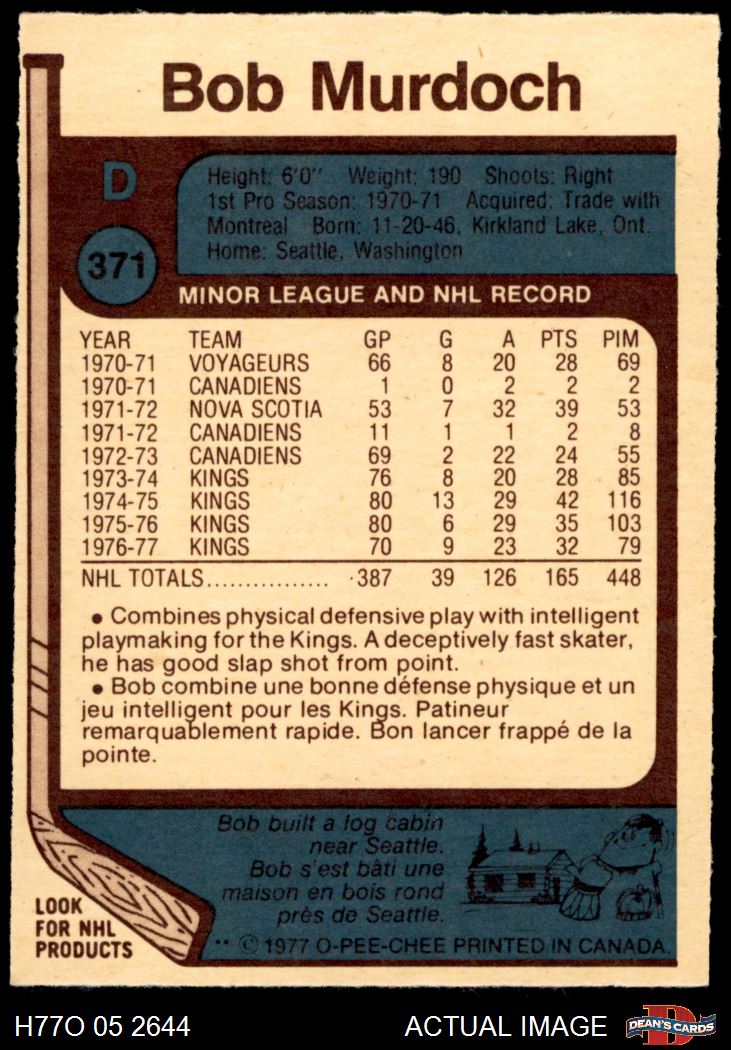 Bob Murdoch
D
371
Height: 6'0" Weight: 190 Shoots: Right
1st Pro Season: 1970-71 Acquired: Trade with
Montreal Born: 11-20-46, Kirkland Lake, Ont.
Home: Seattle, Washington
MINOR LEAGUE AND NHL RECORD
YEAR TEAM GP G A PTS PIM
1970-71 VOYAGEURS 66 8 20 28 69
1970-71 CANADIENS 1 0 2 2 2
1971-72 NOVA SCOTIA 53 7 32 39 53
1971-72 CANADIENS 11 1 1 2 8
1972-73 CANADIENS 69 2 22 24 55
1973-74 KINGS 76 8 20 28 85
1974-75 KINGS 80 13 29 42 116
1975-76 KINGS 80 6 29 35 103
1976-77 KINGS 70 9 23 32 79
NHL TOTALS................ 387 39 126 165 448
• Combines physical defensive play with intelligent
playmaking for the Kings. A deceptively fast skater,
he has good slap shot from point.
• Bob combine une bonne défense physique et un
jeu intelligent pour les Kings. Patineur
remarquablement rapide. Bon lancer frappé de la
pointe.
Bob built a log cabin
near Seattle.
Bob s'est bâti une
maison en bois rond
près de Seattle.
LOOK
FOR NHL
PRODUCTS
** © 1977 O-PEE-CHEE PRINTED IN CANADA.
H77O 05 2644 ACTUAL IMAGE DEAN'S CARDS